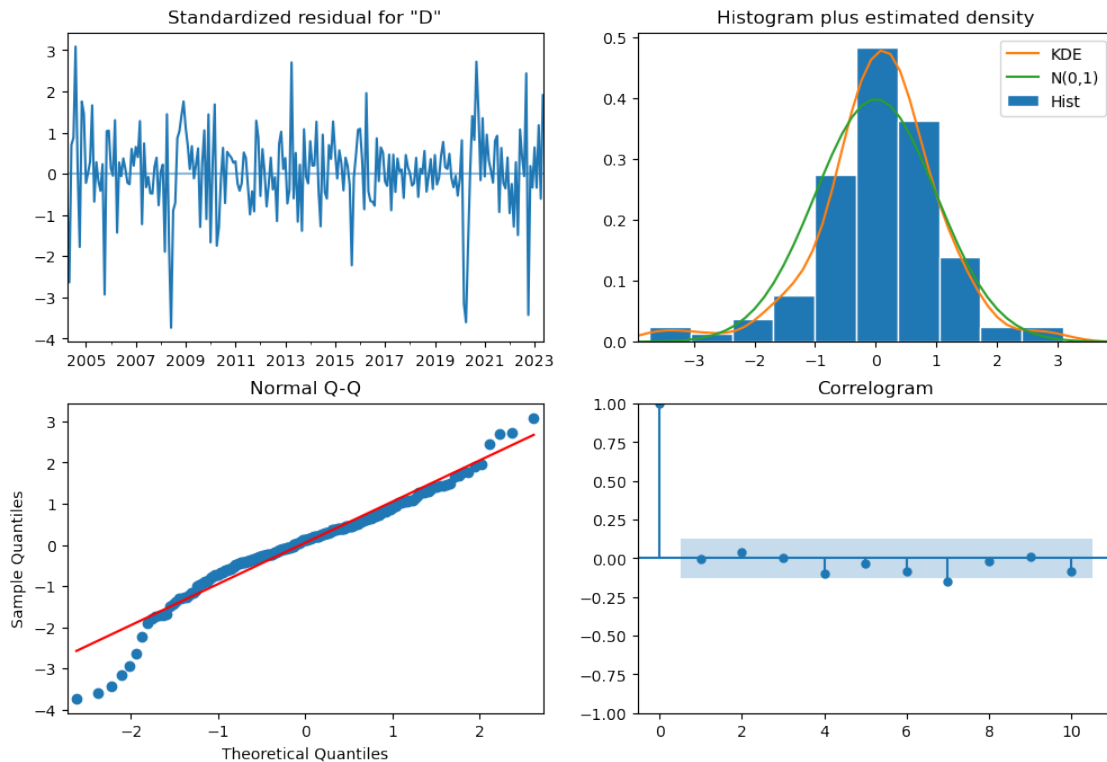 Standardized residual for "D"
3
2
1
0
−1
−2
−3
−4
2005 2007 2009 2011 2013 2015 2017 2019 2021 2023
Histogram plus estimated density
0.5
0.4
0.3
0.2
0.1
0.0
KDE
N(0,1)
Hist
−3 −2 −1 0 1 2 3
Normal Q-Q
Sample Quantiles
3
2
1
0
−1
−2
−3
−4
−2 −1 0 1 2
Theoretical Quantiles
Correlogram
1.00
0.75
0.50
0.25
0.00
−0.25
−0.50
−0.75
−1.00
0 2 4 6 8 10